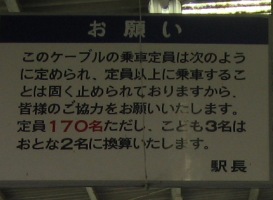 お願い
このケーブルの乗車定員は次のよう
に定められ、定員以上に乗車するこ
とは固く止められておりますから、
皆様のご協力をお願いいたします。
定員170名ただし、こども3名は
おとな2名に換算いたします。
駅長